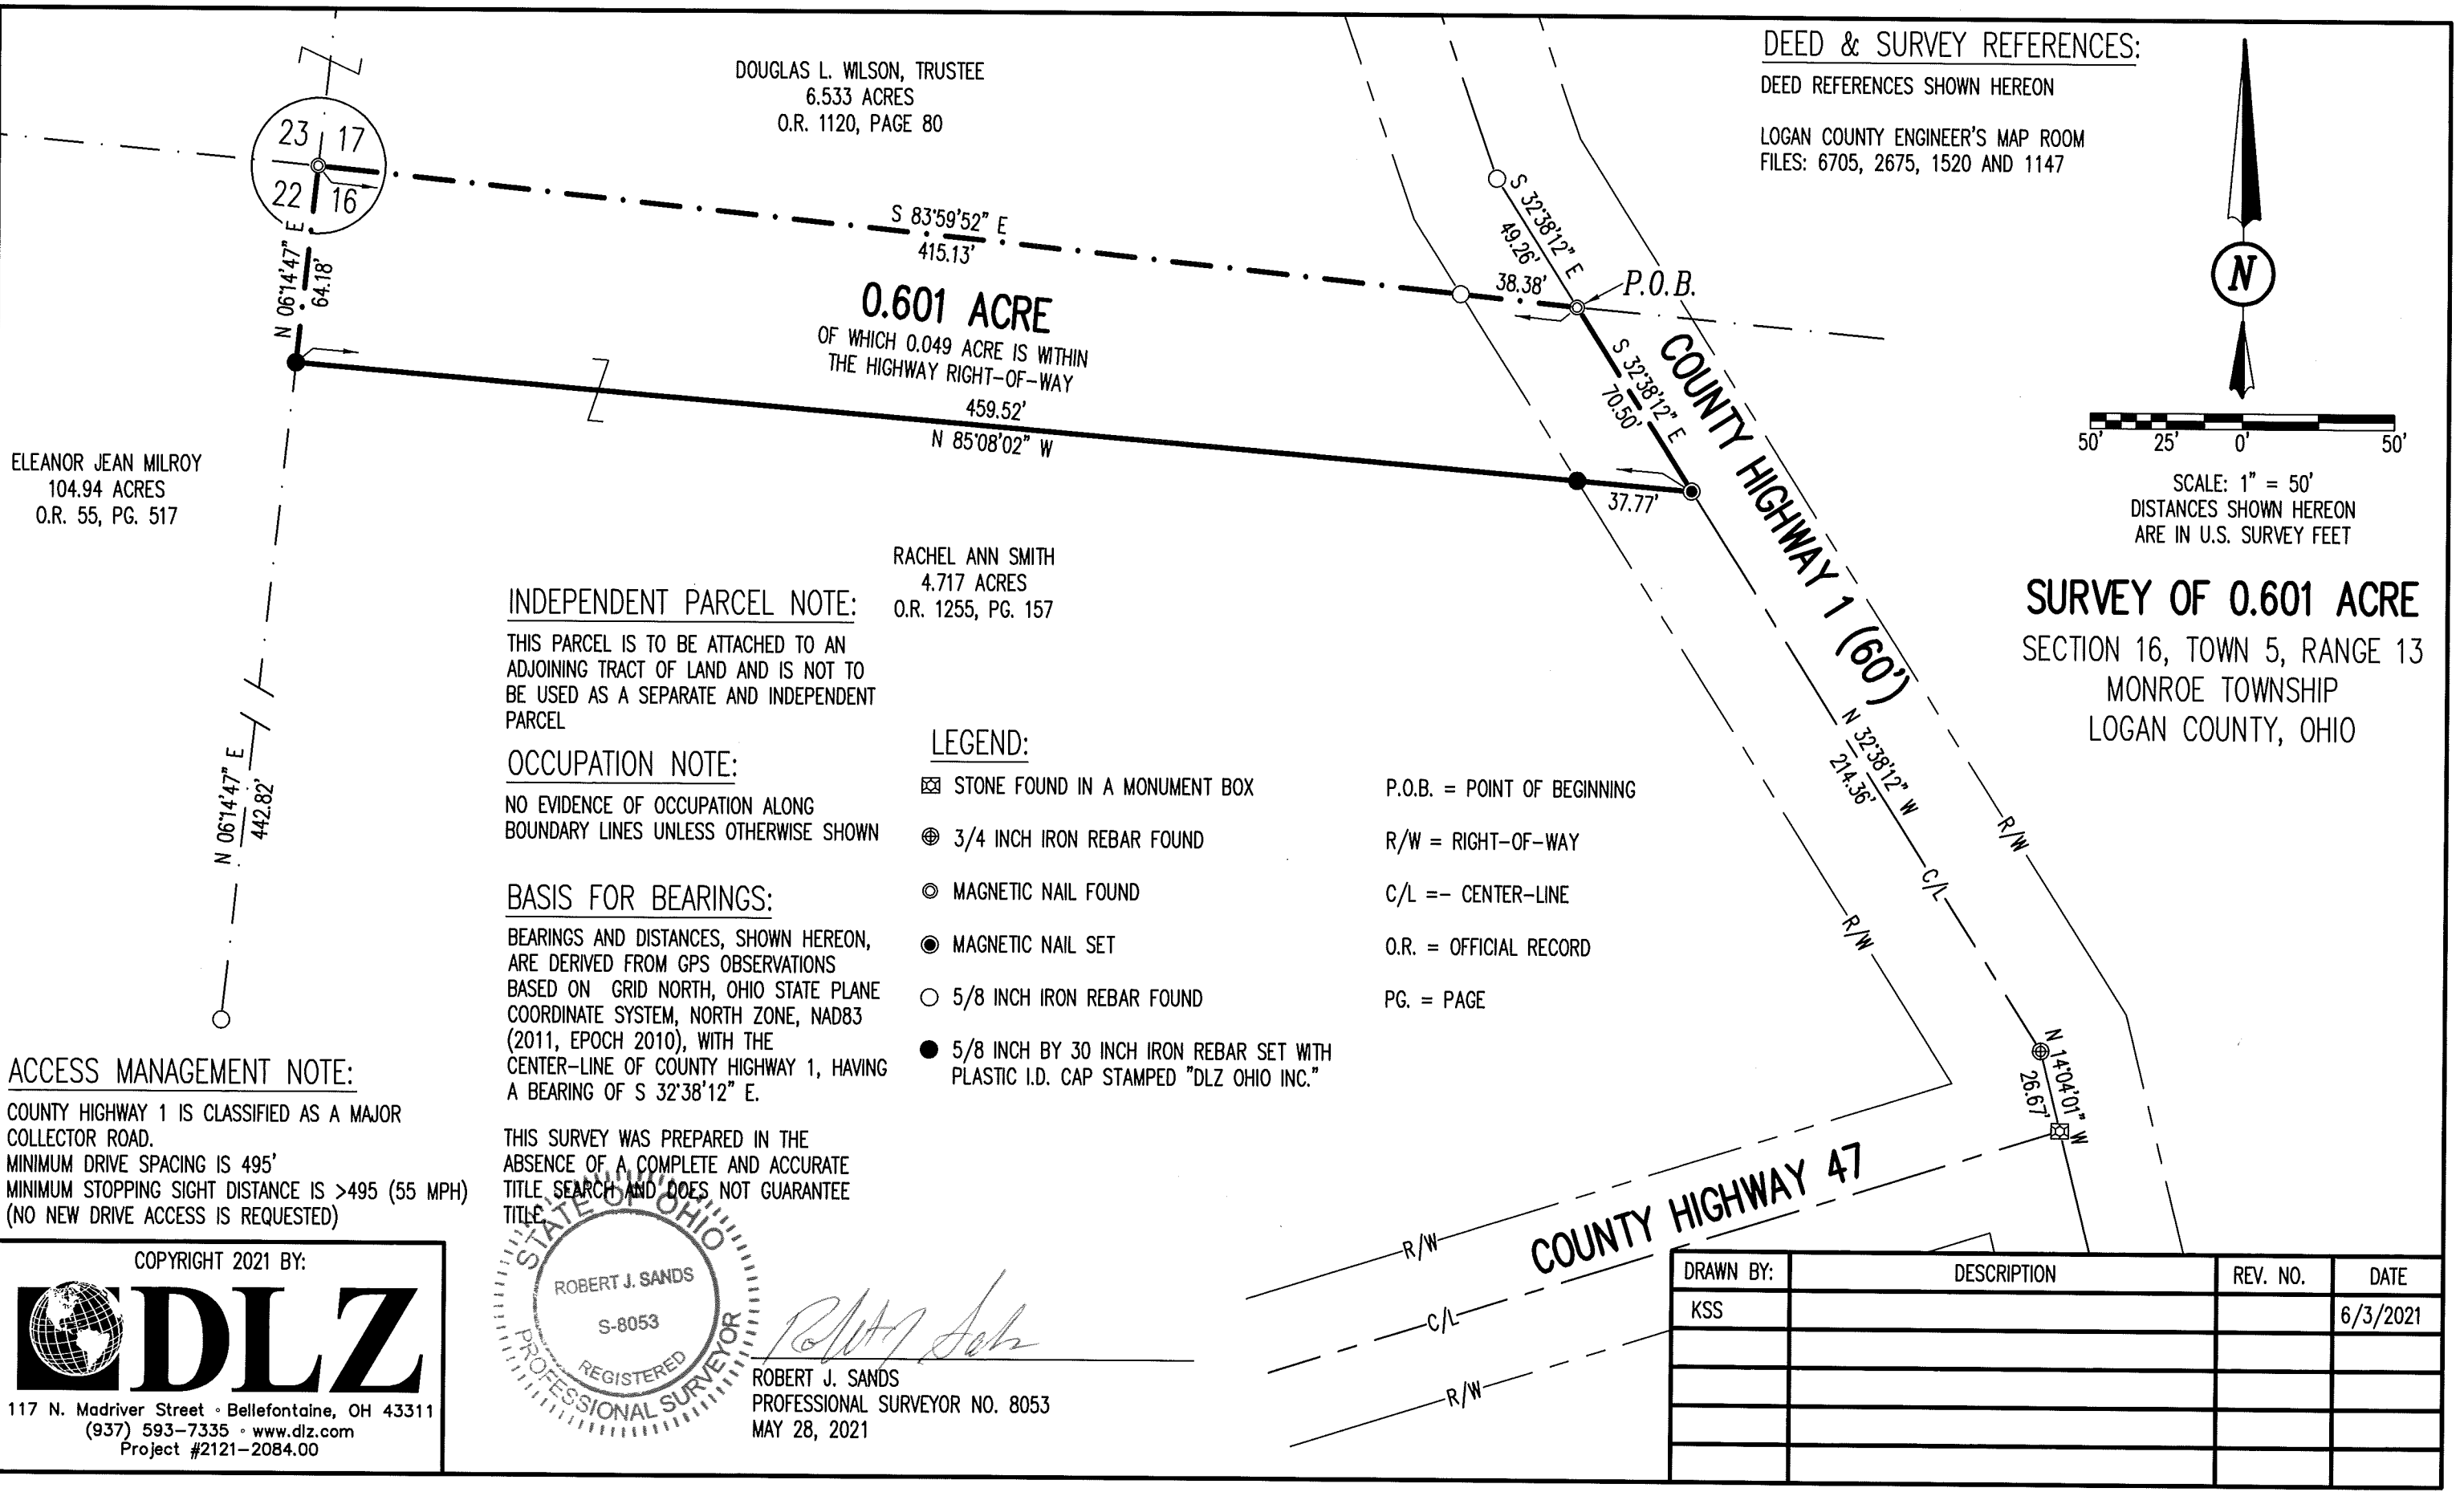 DOUGLAS L. WILSON, TRUSTEE
6.533 ACRES
O.R. 1120, PAGE 80
23
17
22
16
N 06°14'47" E
64.18'
S 83°59'52" E
415.13'
0.601 ACRE
OF WHICH 0.049 ACRE IS WITHIN
THE HIGHWAY RIGHT-OF-WAY
459.52'
N 85°08'02" W
S 32°38'12" E
49.26'
38.38'
P.O.B.
S 32°38'12" E
70.50'
37.77'
COUNTY HIGHWAY 1 (60')
N 32°38'12" W
214.36'
C/L
R/W
R/W
N 14°04'01" W
26.67'
COUNTY HIGHWAY 47
R/W
C/L
R/W
ELEANOR JEAN MILROY
104.94 ACRES
O.R. 55, PG. 517
N 06°14'47" E
442.82'
RACHEL ANN SMITH
4.717 ACRES
O.R. 1255, PG. 157
DEED & SURVEY REFERENCES:
DEED REFERENCES SHOWN HEREON
LOGAN COUNTY ENGINEER'S MAP ROOM
FILES: 6705, 2675, 1520 AND 1147
N
50' 25' 0' 50'
SCALE: 1" = 50'
DISTANCES SHOWN HEREON
ARE IN U.S. SURVEY FEET
SURVEY OF 0.601 ACRE
SECTION 16, TOWN 5, RANGE 13
MONROE TOWNSHIP
LOGAN COUNTY, OHIO
INDEPENDENT PARCEL NOTE:
THIS PARCEL IS TO BE ATTACHED TO AN
ADJOINING TRACT OF LAND AND IS NOT TO
BE USED AS A SEPARATE AND INDEPENDENT
PARCEL
OCCUPATION NOTE:
NO EVIDENCE OF OCCUPATION ALONG
BOUNDARY LINES UNLESS OTHERWISE SHOWN
BASIS FOR BEARINGS:
BEARINGS AND DISTANCES, SHOWN HEREON,
ARE DERIVED FROM GPS OBSERVATIONS
BASED ON GRID NORTH, OHIO STATE PLANE
COORDINATE SYSTEM, NORTH ZONE, NAD83
(2011, EPOCH 2010), WITH THE
CENTER-LINE OF COUNTY HIGHWAY 1, HAVING
A BEARING OF S 32°38'12" E.
THIS SURVEY WAS PREPARED IN THE
ABSENCE OF A COMPLETE AND ACCURATE
TITLE SEARCH AND DOES NOT GUARANTEE
TITLE.
LEGEND:
STONE FOUND IN A MONUMENT BOX
3/4 INCH IRON REBAR FOUND
MAGNETIC NAIL FOUND
MAGNETIC NAIL SET
5/8 INCH IRON REBAR FOUND
5/8 INCH BY 30 INCH IRON REBAR SET WITH
PLASTIC I.D. CAP STAMPED "DLZ OHIO INC."
P.O.B. = POINT OF BEGINNING
R/W = RIGHT-OF-WAY
C/L =- CENTER-LINE
O.R. = OFFICIAL RECORD
PG. = PAGE
ACCESS MANAGEMENT NOTE:
COUNTY HIGHWAY 1 IS CLASSIFIED AS A MAJOR
COLLECTOR ROAD.
MINIMUM DRIVE SPACING IS 495'
MINIMUM STOPPING SIGHT DISTANCE IS >495 (55 MPH)
(NO NEW DRIVE ACCESS IS REQUESTED)
COPYRIGHT 2021 BY:
DLZ
117 N. Madriver Street ◦ Bellefontaine, OH 43311
(937) 593-7335 ◦ www.dlz.com
Project #2121-2084.00
STATE OF OHIO
ROBERT J. SANDS
S-8053
REGISTERED
PROFESSIONAL SURVEYOR
Robert J Sands
ROBERT J. SANDS
PROFESSIONAL SURVEYOR NO. 8053
MAY 28, 2021
DRAWN BY: DESCRIPTION REV. NO. DATE
KSS 6/3/2021